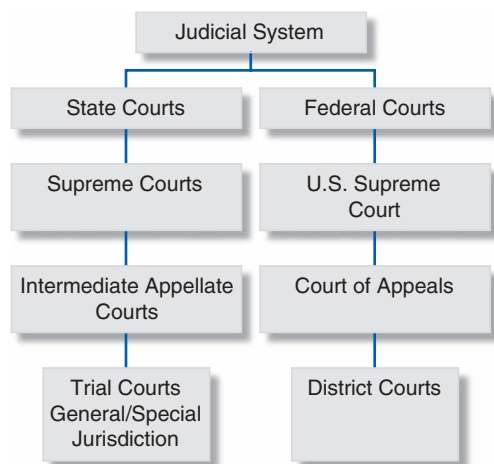 Judicial System
State Courts
Federal Courts
Supreme Courts
U.S. Supreme
Court
Intermediate Appellate
Courts
Court of Appeals
Trial Courts
General/Special
Jurisdiction
District Courts